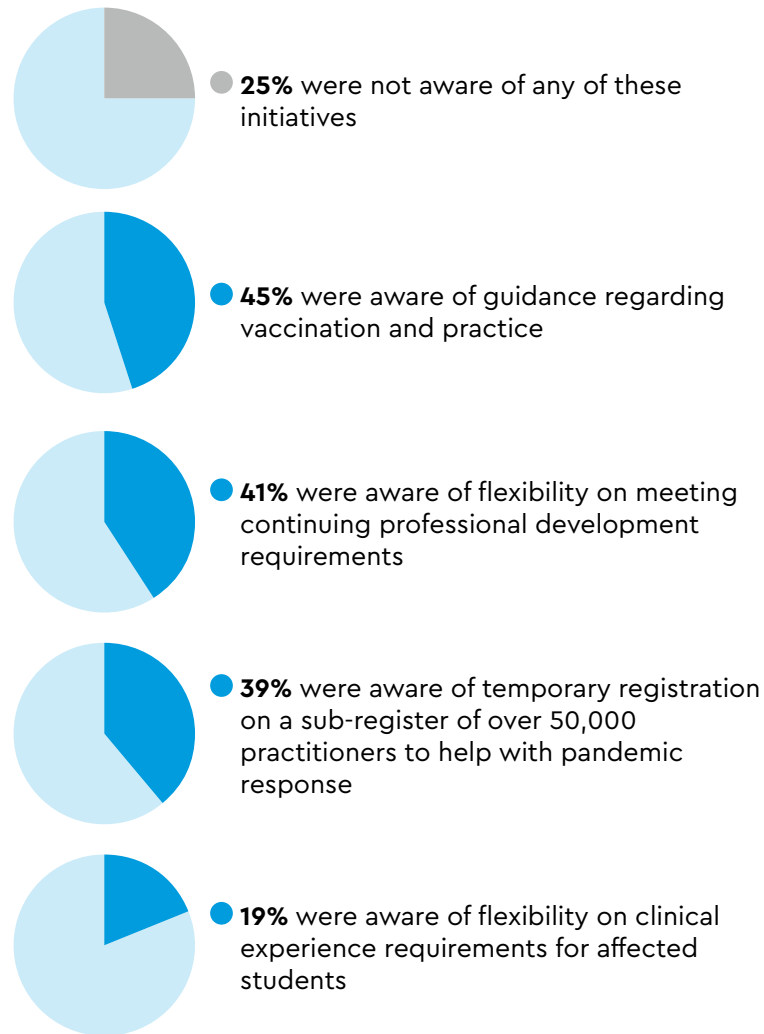 25% were not aware of any of these
initiatives
45% were aware of guidance regarding
vaccination and practice
41% were aware of flexibility on meeting
continuing professional development
requirements
39% were aware of temporary registration
on a sub-register of over 50,000
practitioners to help with pandemic
response
19% were aware of flexibility on clinical
experience requirements for affected
students